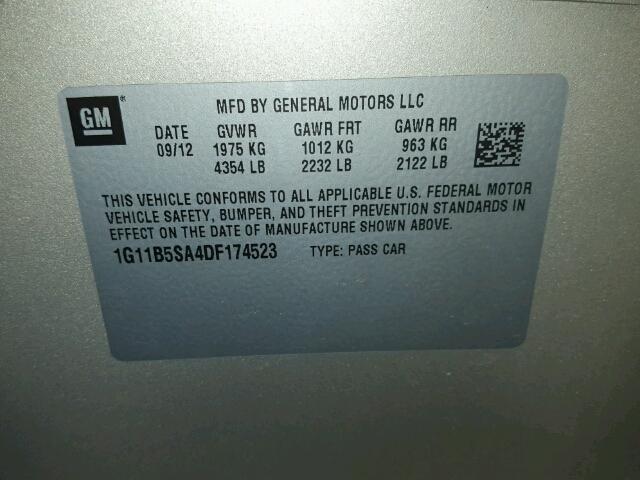 GM®
MFD BY GENERAL MOTORS LLC
DATE GVWR GAWR FRT GAWR RR
09/12 1975 KG 1012 KG 963 KG
4354 LB 2232 LB 2122 LB
THIS VEHICLE CONFORMS TO ALL APPLICABLE U.S. FEDERAL MOTOR
VEHICLE SAFETY, BUMPER, AND THEFT PREVENTION STANDARDS IN
EFFECT ON THE DATE OF MANUFACTURE SHOWN ABOVE.
1G11B5SA4DF174523 TYPE: PASS CAR